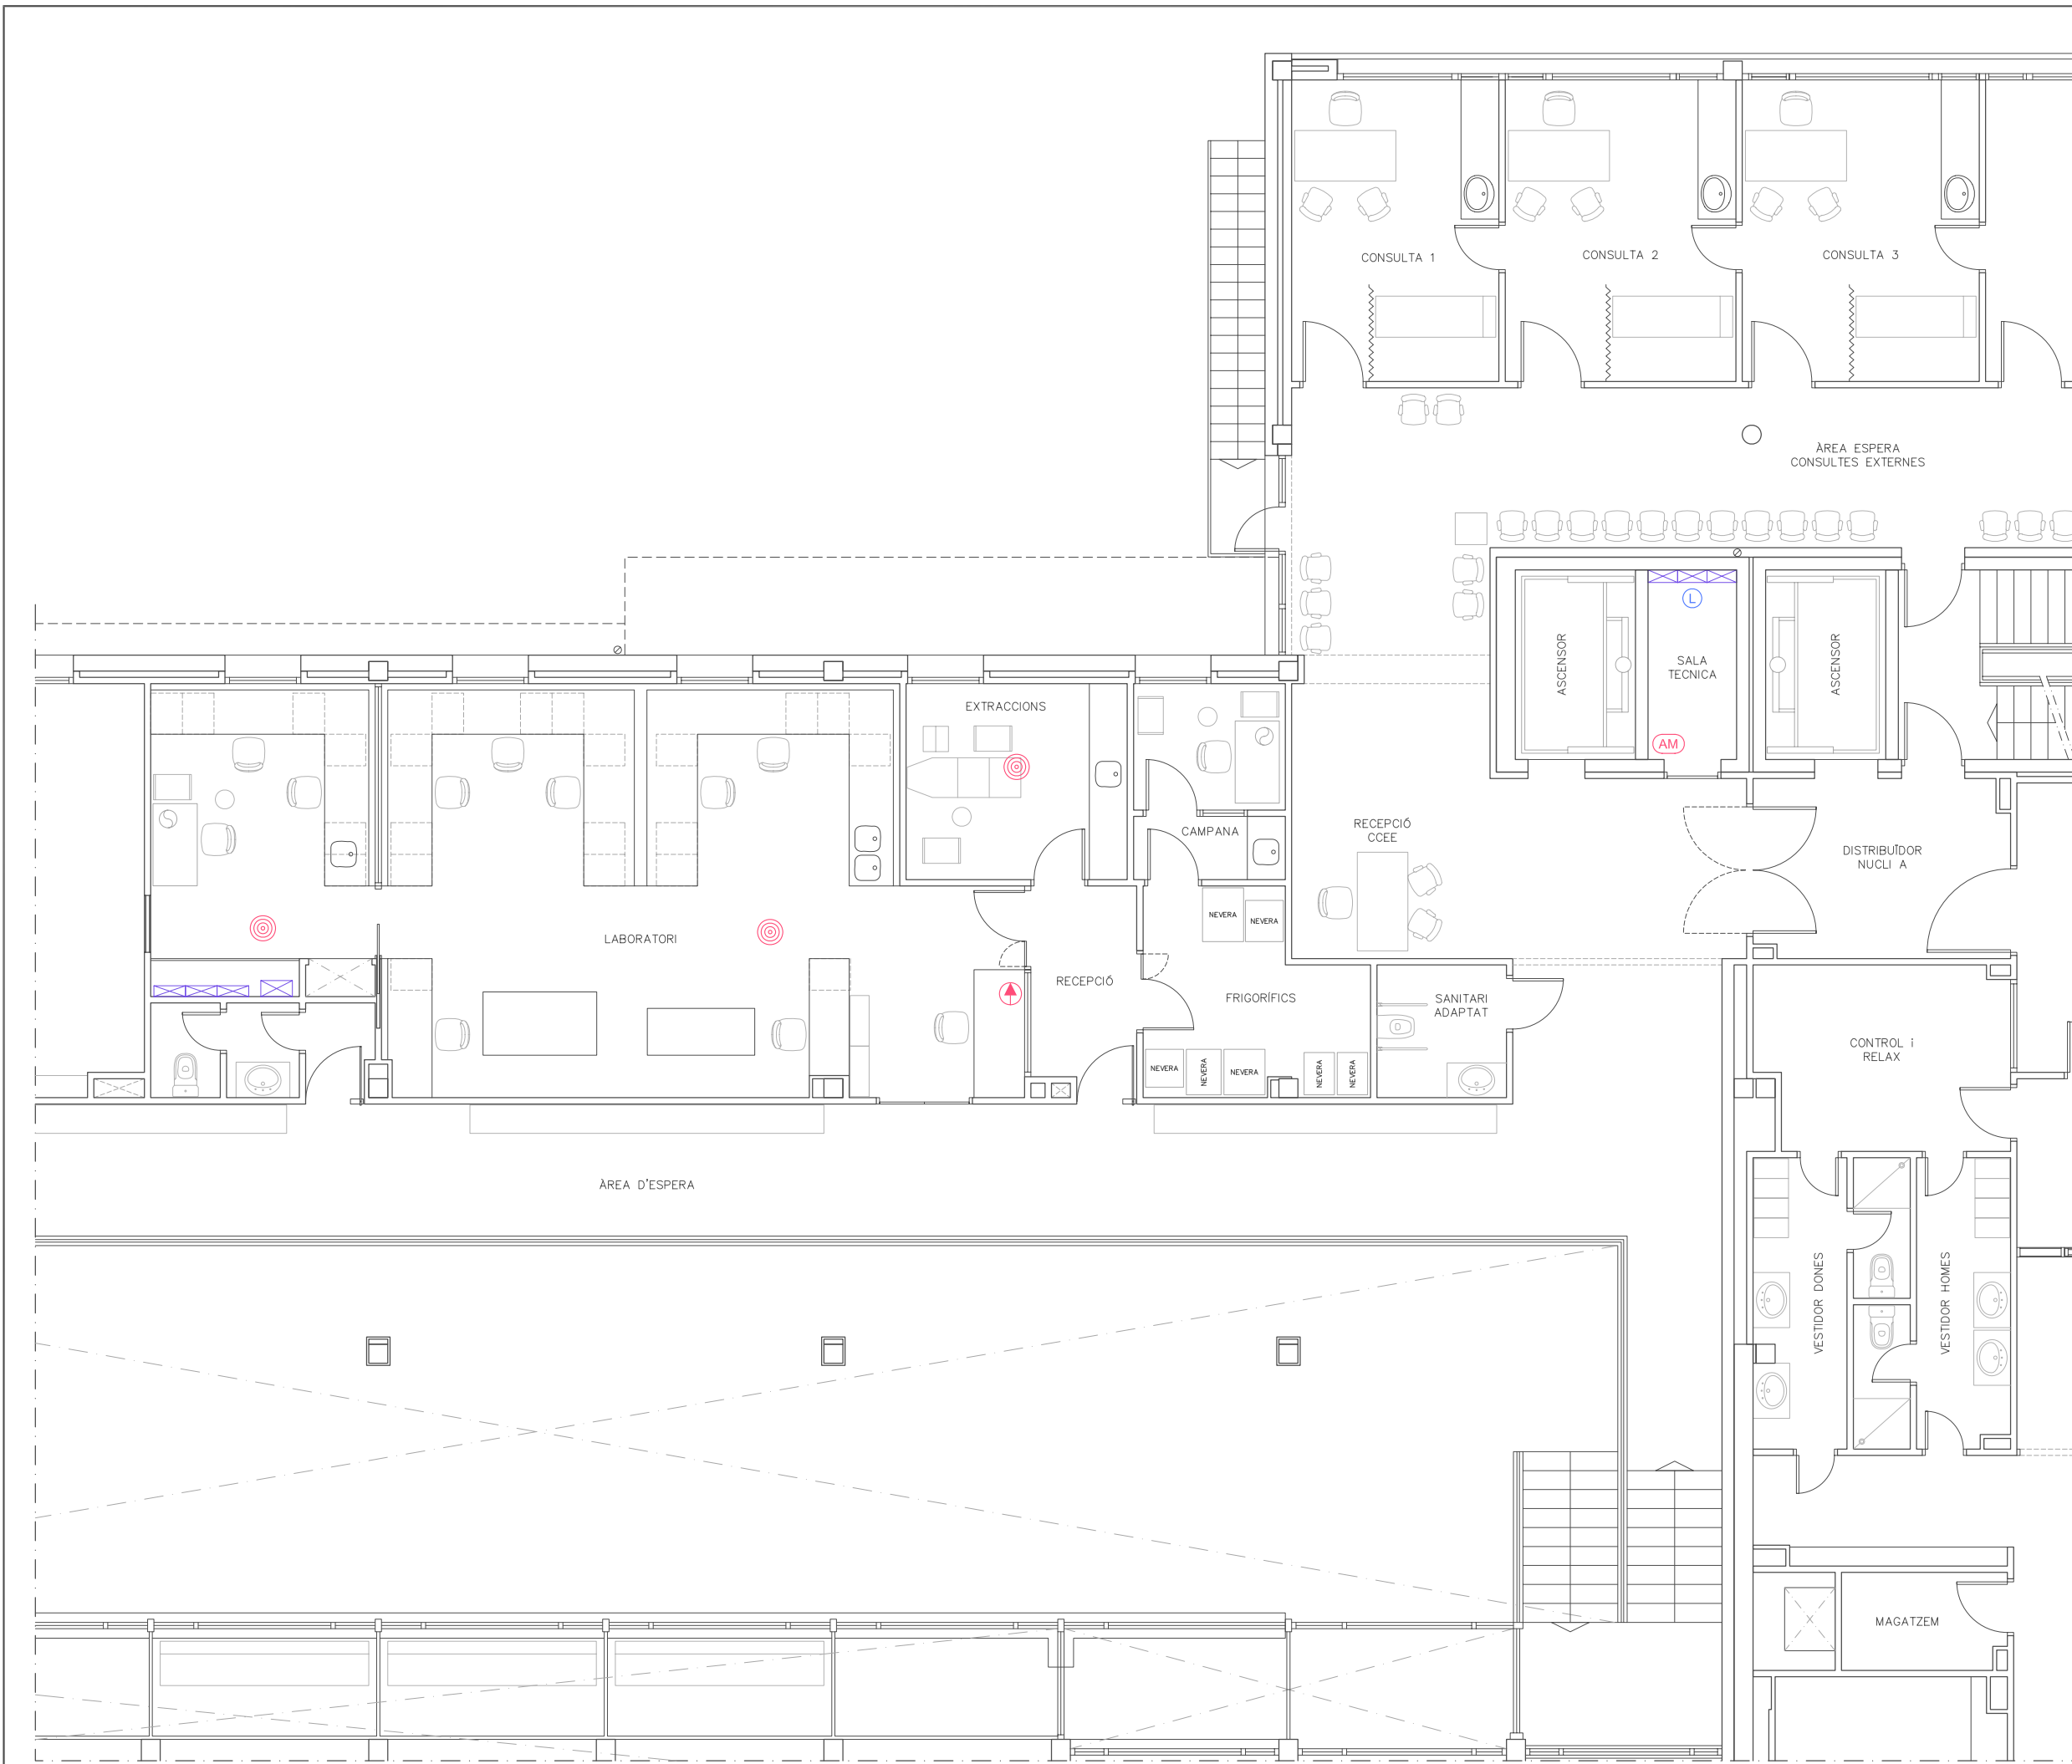 CONSULTA 1
CONSULTA 2
CONSULTA 3
ÀREA ESPERA
CONSULTES EXTERNES
L
ASCENSOR
SALA
TECNICA
ASCENSOR
AM
EXTRACCIONS
CAMPANA
RECEPCIÓ
CCEE
DISTRIBUÏDOR
NUCLI A
NEVERA
NEVERA
LABORATORI
RECEPCIÓ
FRIGORÍFICS
SANITARI
ADAPTAT
CONTROL i
RELAX
NEVERA
NEVERA
NEVERA
NEVERA
NEVERA
ÀREA D'ESPERA
VESTIDOR DONES
VESTIDOR HOMES
MAGATZEM